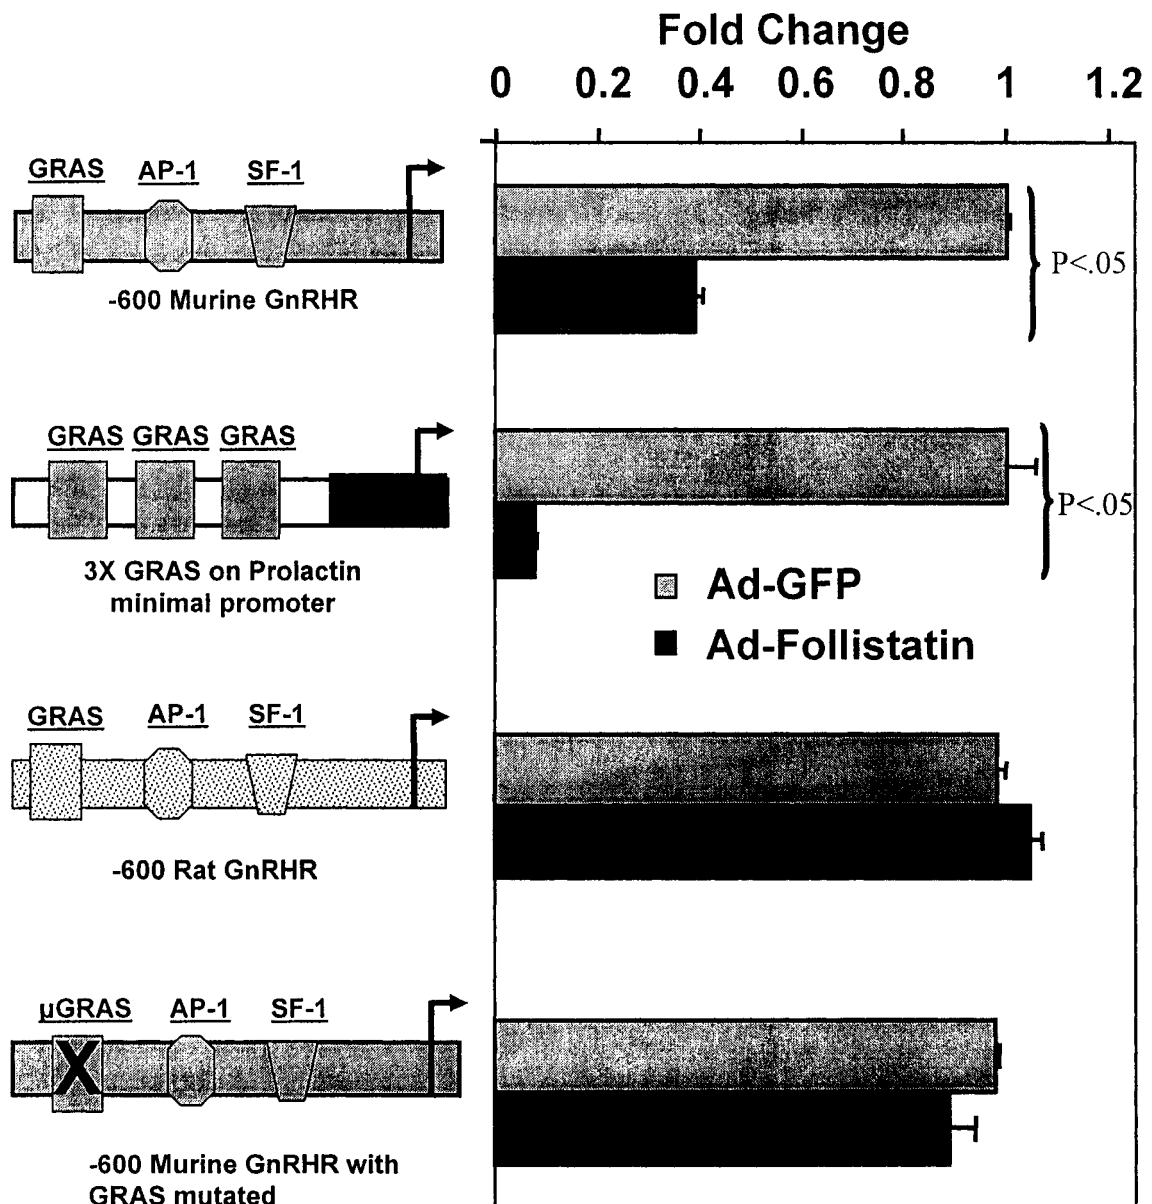 Fold Change
0 0.2 0.4 0.6 0.8 1 1.2
GRAS AP-1 SF-1
-600 Murine GnRHR
P<.05
GRAS GRAS GRAS
3X GRAS on Prolactin
minimal promoter
P<.05
Ad-GFP
Ad-Follistatin
GRAS AP-1 SF-1
-600 Rat GnRHR
µGRAS AP-1 SF-1
X
-600 Murine GnRHR with
GRAS mutated